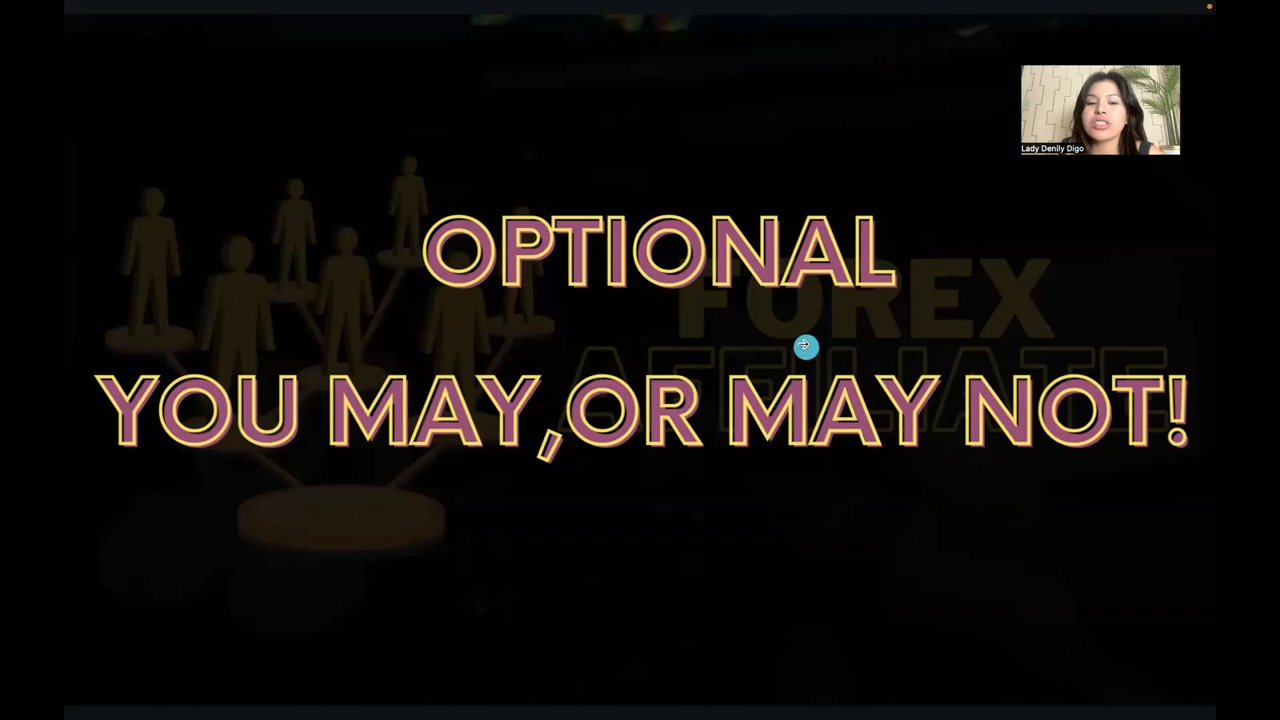 Lady Denily Digo
OPTIONAL
FOREX
AFFILIATE
YOU MAY,OR MAY NOT!